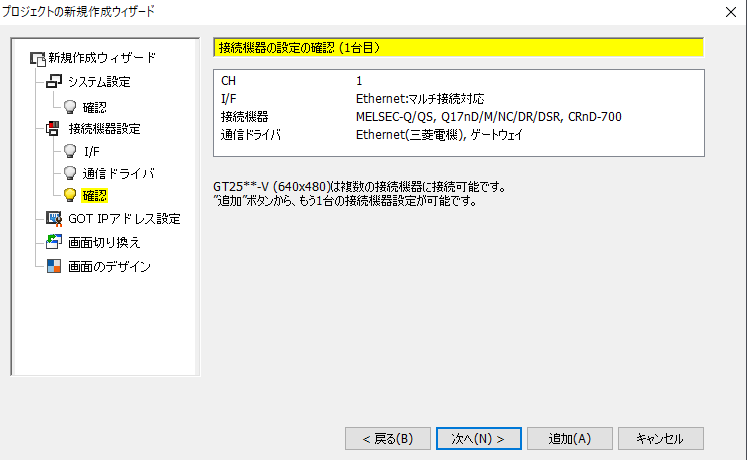 プロジェクトの新規作成ウィザード
新規作成ウィザード
システム設定
確認
接続機器設定
I/F
通信ドライバ
確認
GOT IPアドレス設定
画面切り換え
画面のデザイン
接続機器の設定の確認 (1台目)
CH 1
I/F Ethernet:マルチ接続対応
接続機器 MELSEC-Q/QS, Q17nD/M/NC/DR/DSR, CRnD-700
通信ドライバ Ethernet(三菱電機), ゲートウェイ
GT25**-V (640x480)は複数の接続機器に接続可能です。
"追加"ボタンから、もう1台の接続機器設定が可能です。
< 戻る(B) 次へ(N) > 追加(A) キャンセル